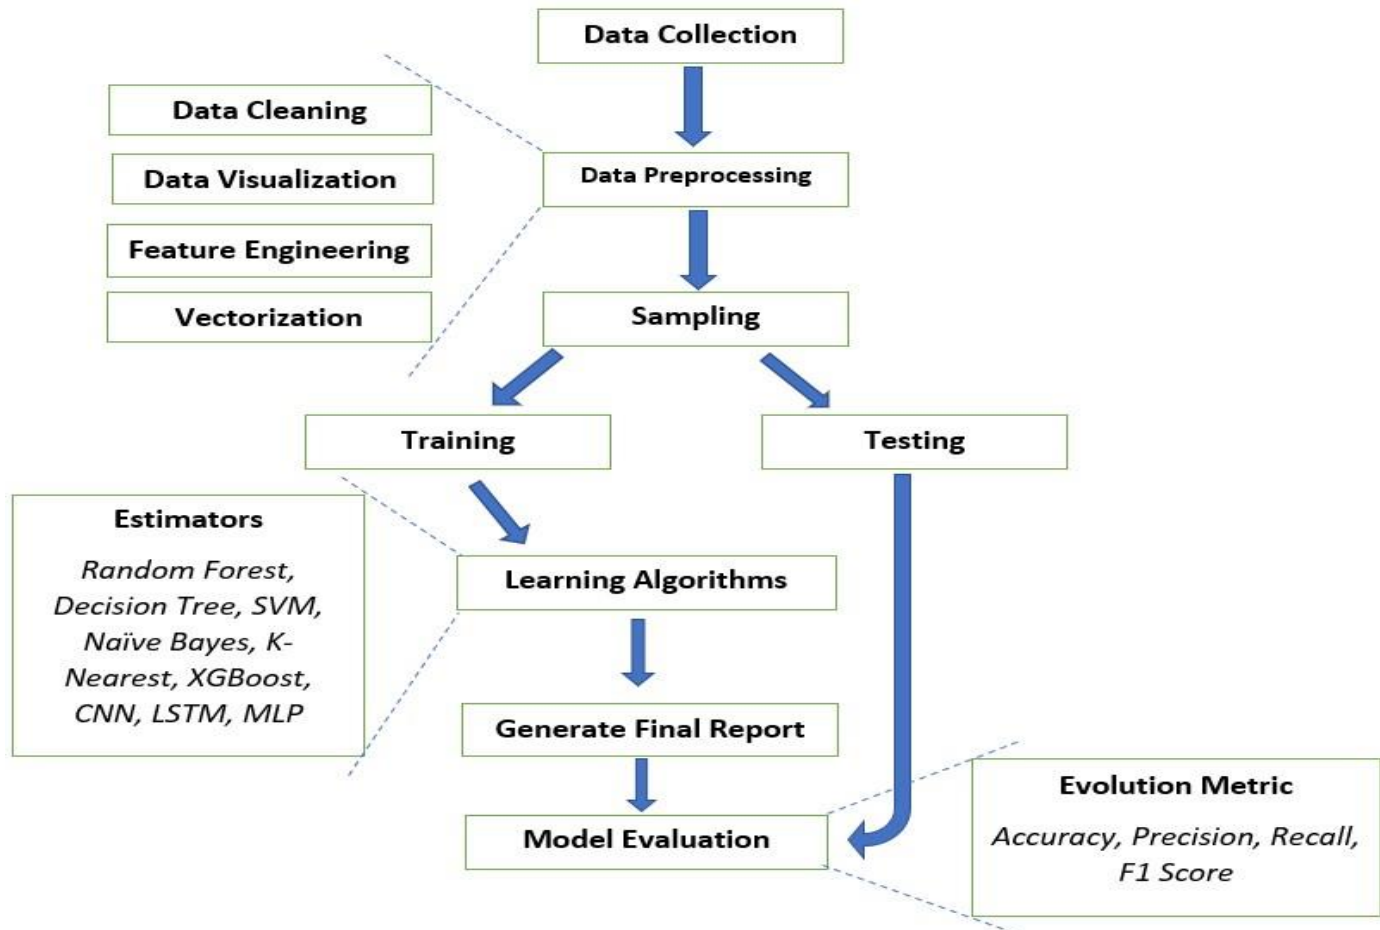 Data Collection
Data Cleaning
Data Visualization
Feature Engineering
Vectorization
Data Preprocessing
Sampling
Training
Testing
Estimators
Random Forest,
Decision Tree, SVM,
Naïve Bayes, K-
Nearest, XGBoost,
CNN, LSTM, MLP
Learning Algorithms
Generate Final Report
Model Evaluation
Evolution Metric
Accuracy, Precision, Recall,
F1 Score